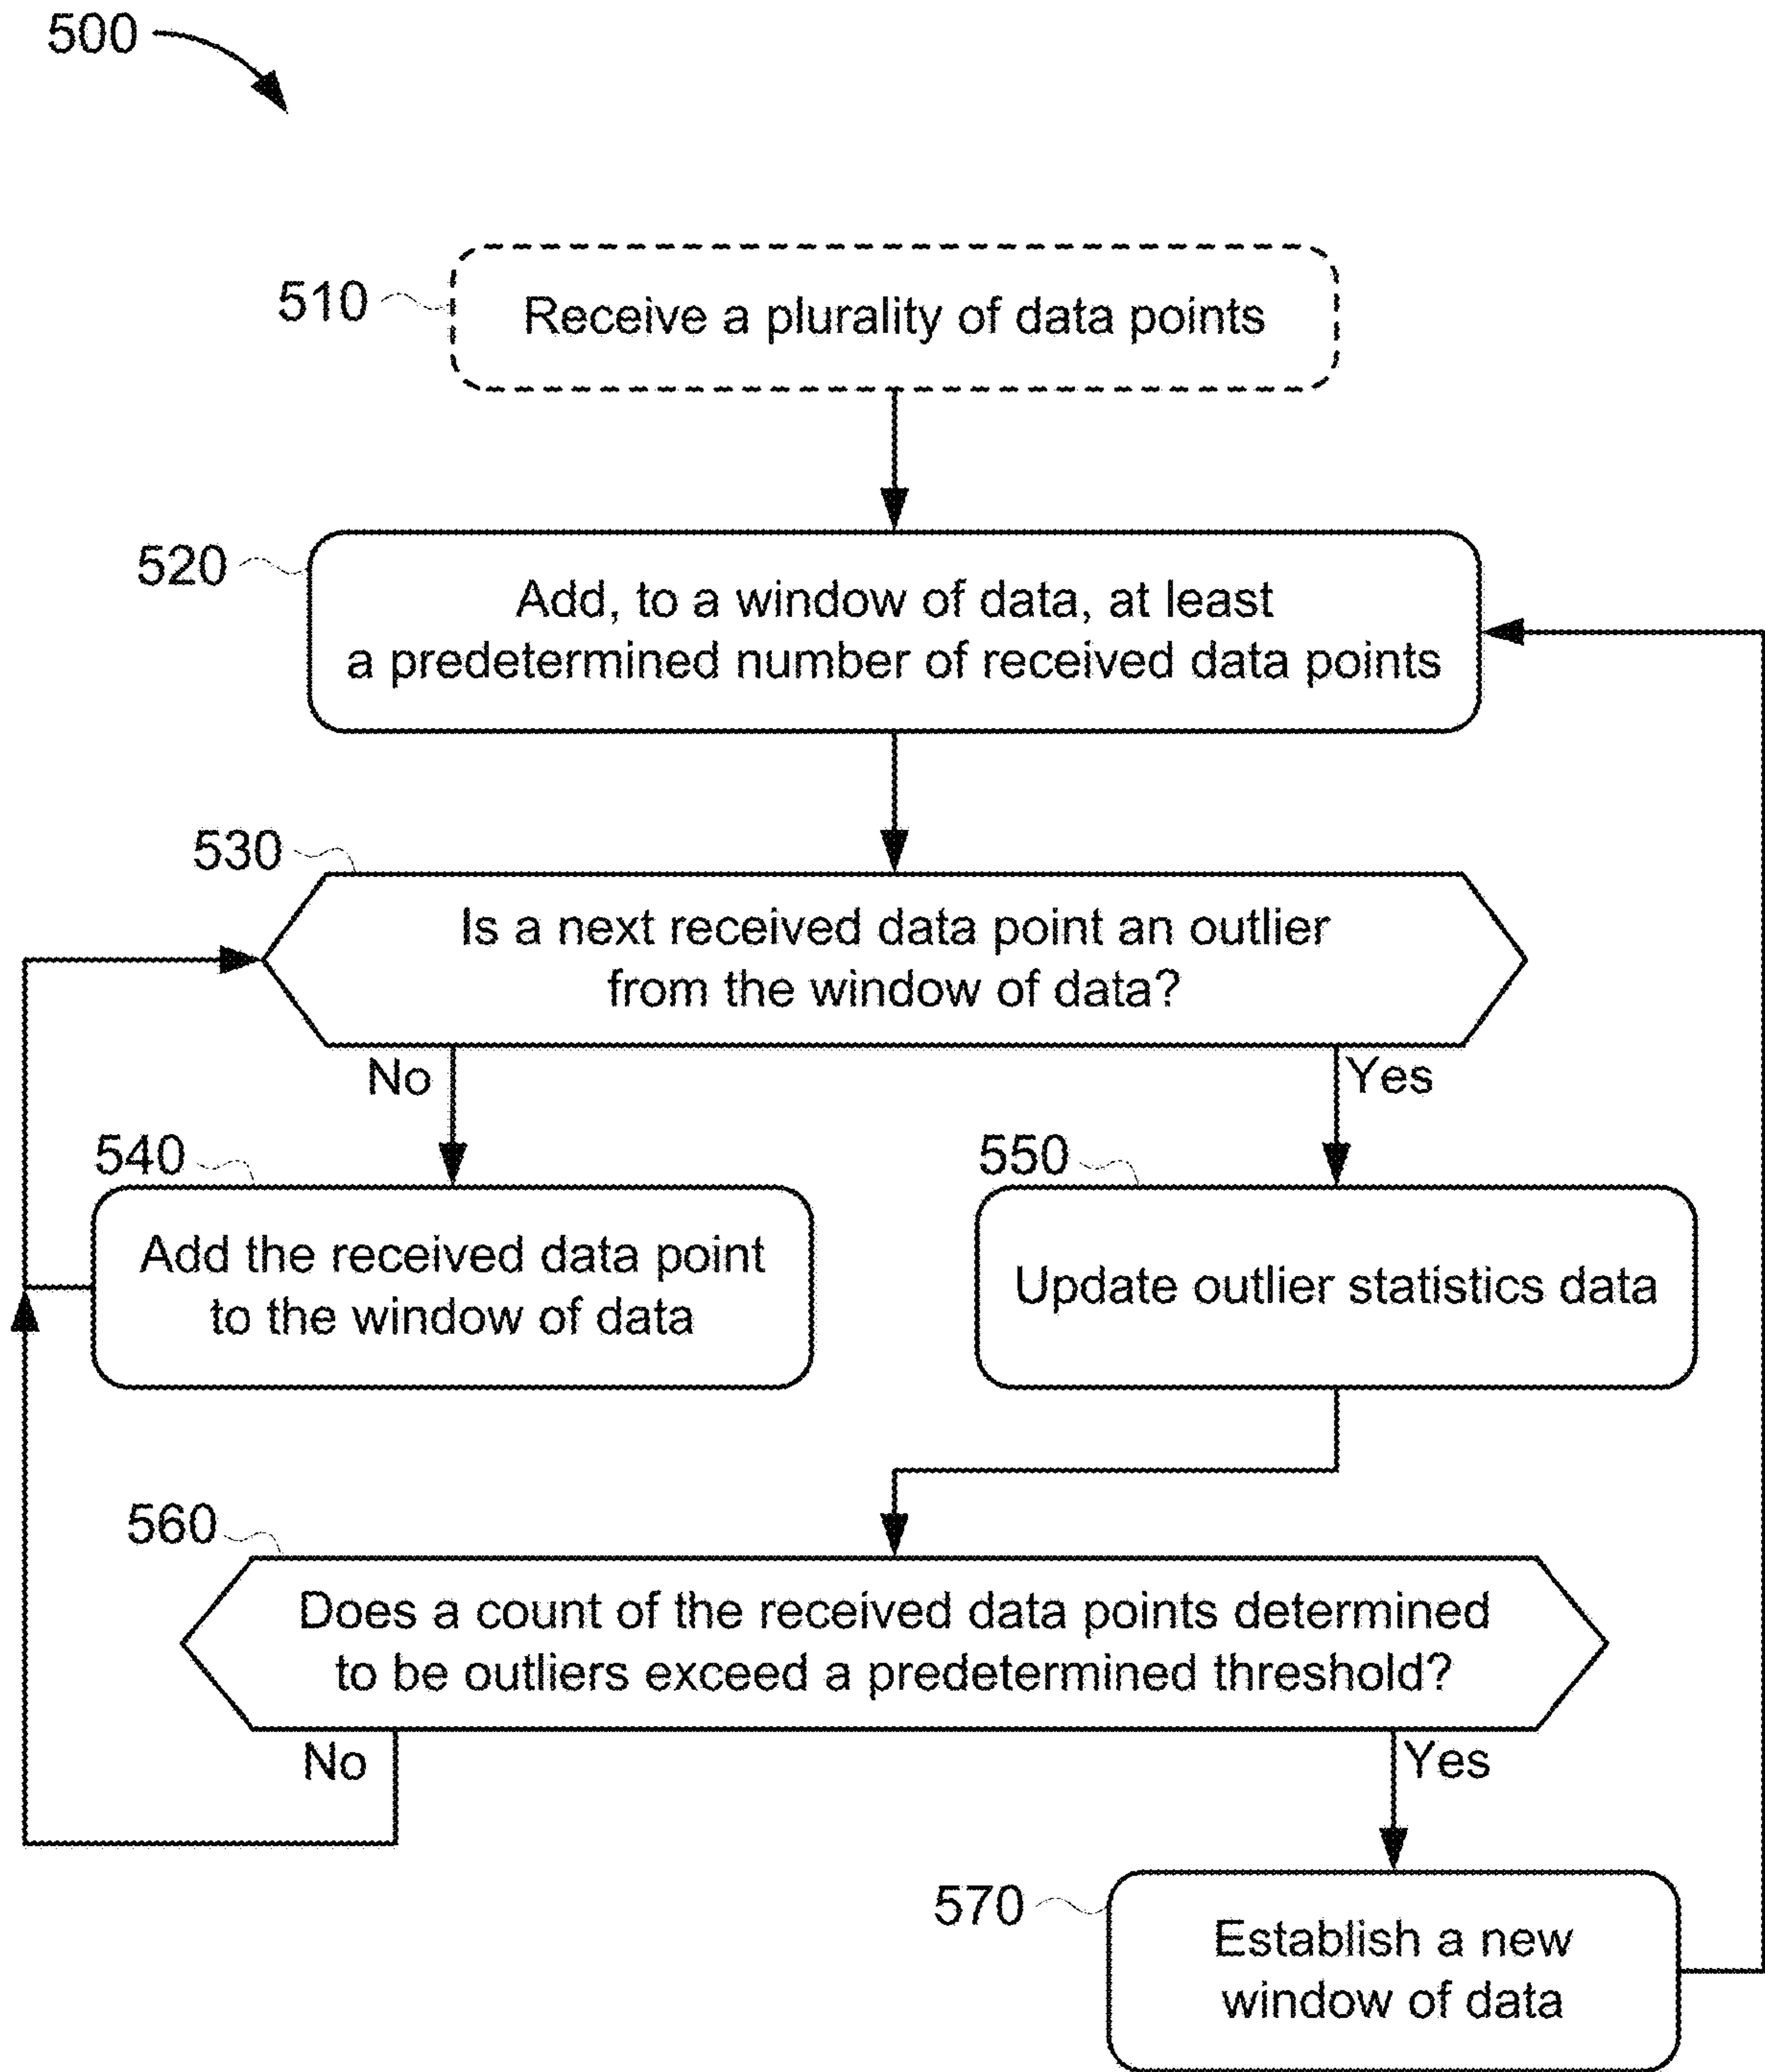 500
510
Receive a plurality of data points
520
Add, to a window of data, at least
a predetermined number of received data points
530
Is a next received data point an outlier
from the window of data?
No
Yes
540
550
Add the received data point
to the window of data
Update outlier statistics data
560
Does a count of the received data points determined
to be outliers exceed a predetermined threshold?
No
Yes
570
Establish a new
window of data